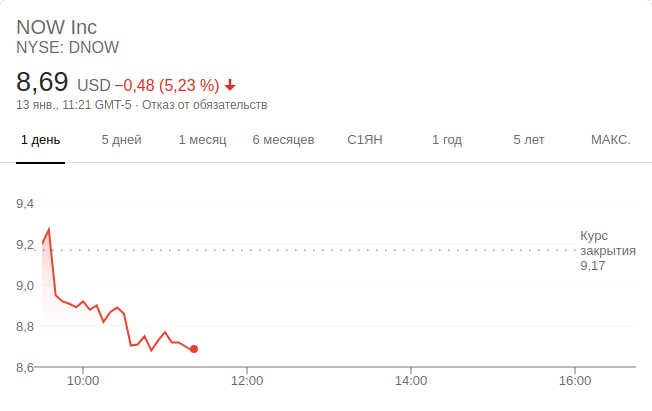 NOW Inc
NYSE: DNOW
8,69 USD −0,48 (5,23 %)
13 янв., 11:21 GMT-5 · Отказ от обязательств
1 день 5 дней 1 месяц 6 месяцев С1ЯН 1 год 5 лет МАКС.
9,4
Курс
9,2 закрытия
9,17
9,0
8,8
8,6
10:00 12:00 14:00 16:00